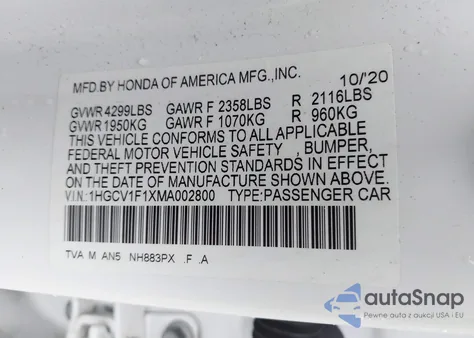 MFD.BY HONDA OF AMERICA MFG.,INC. 10/'20
GVWR 4299LBS GAWR F 2358LBS R 2116LBS
GVWR 1950KG GAWR F 1070KG R 960KG
THIS VEHICLE CONFORMS TO ALL APPLICABLE
FEDERAL MOTOR VEHICLE SAFETY , BUMPER,
AND THEFT PREVENTION STANDARDS IN EFFECT
ON THE DATE OF MANUFACTURE SHOWN ABOVE.
V.I.N.:1HGCV1F1XMA002800 TYPE:PASSENGER CAR
TVA M AN5 NH883PX .F .A
autoSnap
Pewne auta z aukcji USA i EU